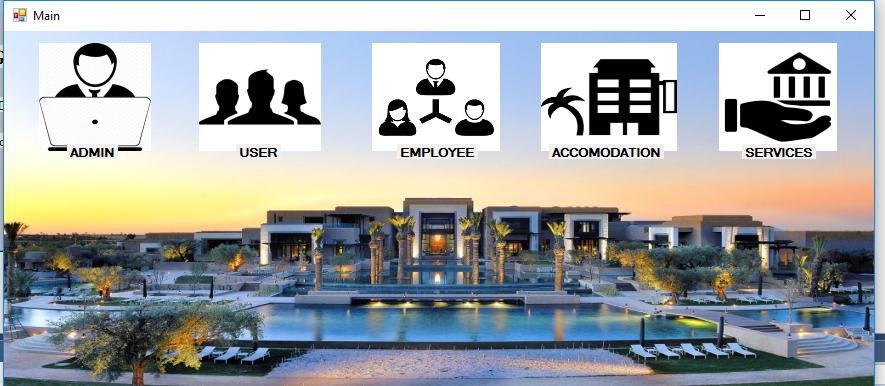 Main
ADMIN
USER
EMPLOYEE
ACCOMODATION
SERVICES